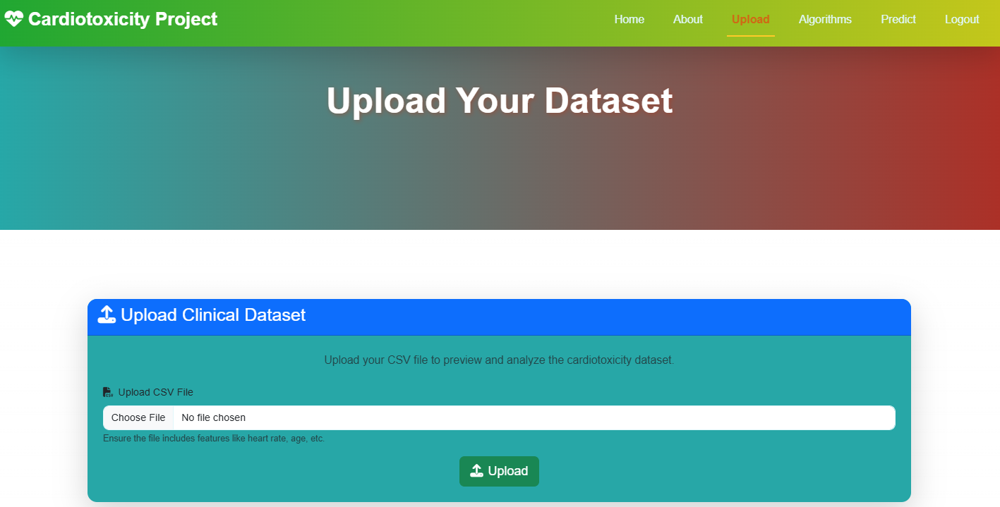 Cardiotoxicity Project
Home About Upload Algorithms Predict Logout
Upload Your Dataset
Upload Clinical Dataset
Upload your CSV file to preview and analyze the cardiotoxicity dataset.
Upload CSV File
Choose File No file chosen
Ensure the file includes features like heart rate, age, etc.
Upload